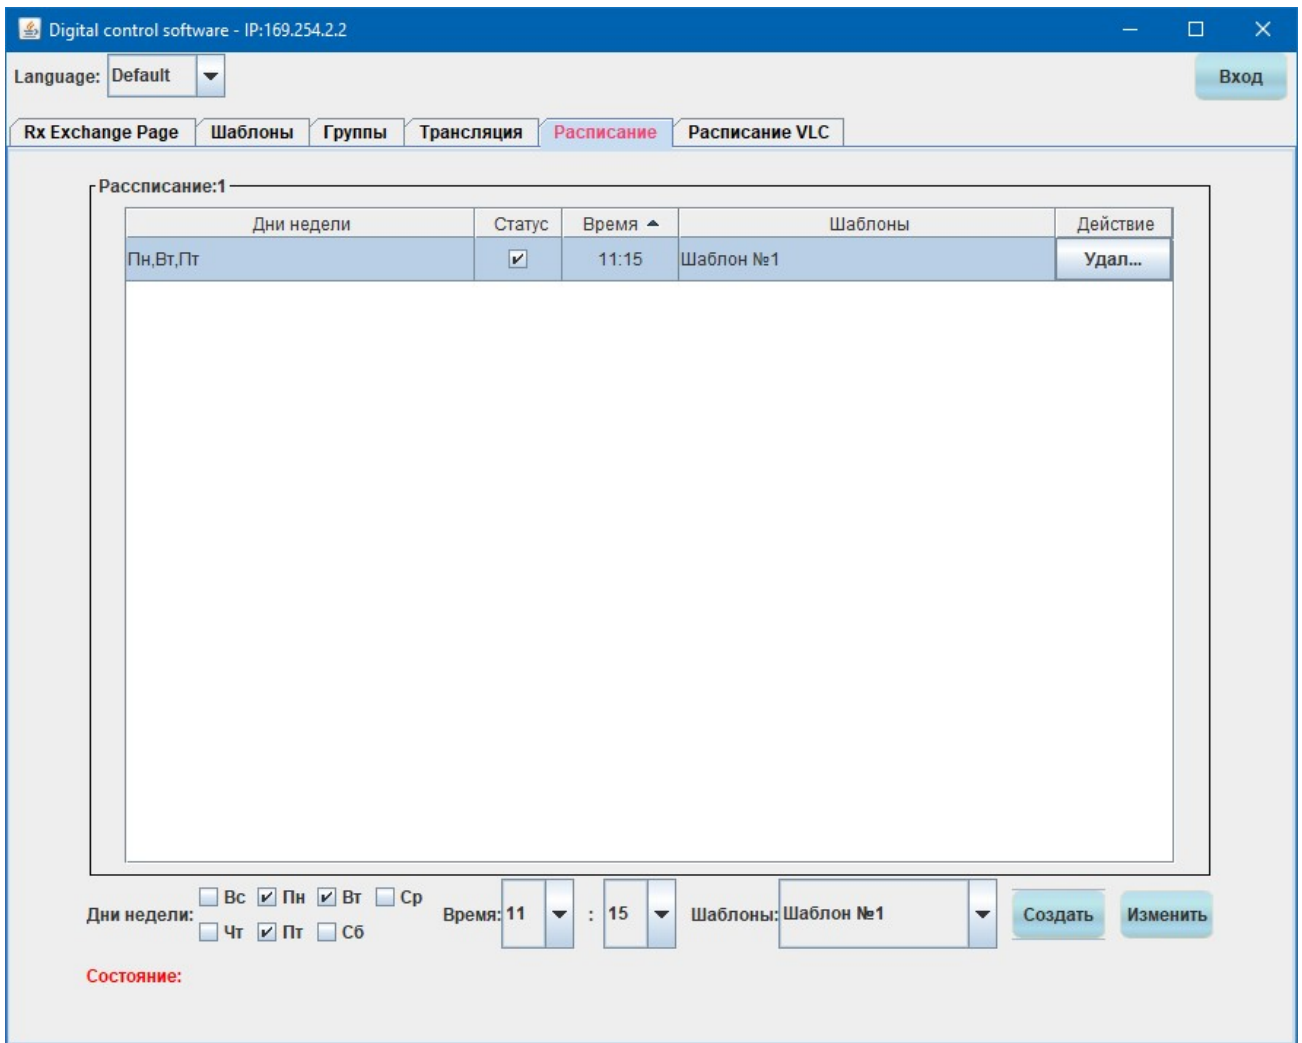 Digital control software - IP:169.254.2.2
Language: Default
Вход
Rx Exchange Page Шаблоны Группы Трансляция Расписание Расписание VLC
Рассписание:1
Дни недели Статус Время Шаблоны Действие
Пн,Вт,Пт 11:15 Шаблон №1 Удал...
Вс Пн Вт Ср
Дни недели: Время: 11 : 15 Шаблоны: Шаблон №1 Создать Изменить
Чт Пт Сб
Состояние: